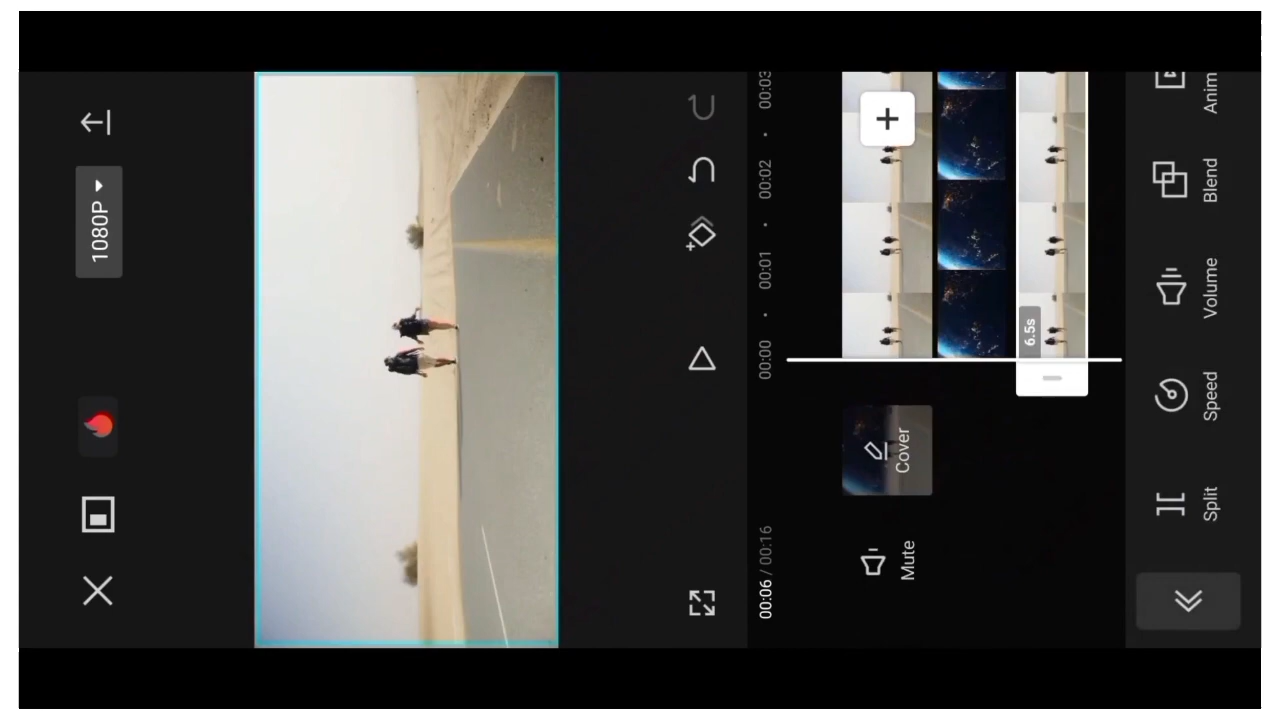 1080P
00:06 / 00:16
00:00 · 00:01 · 00:02 · 00:03
Mute
Cover
6.5s
Split
Speed
Volume
Blend
Anim